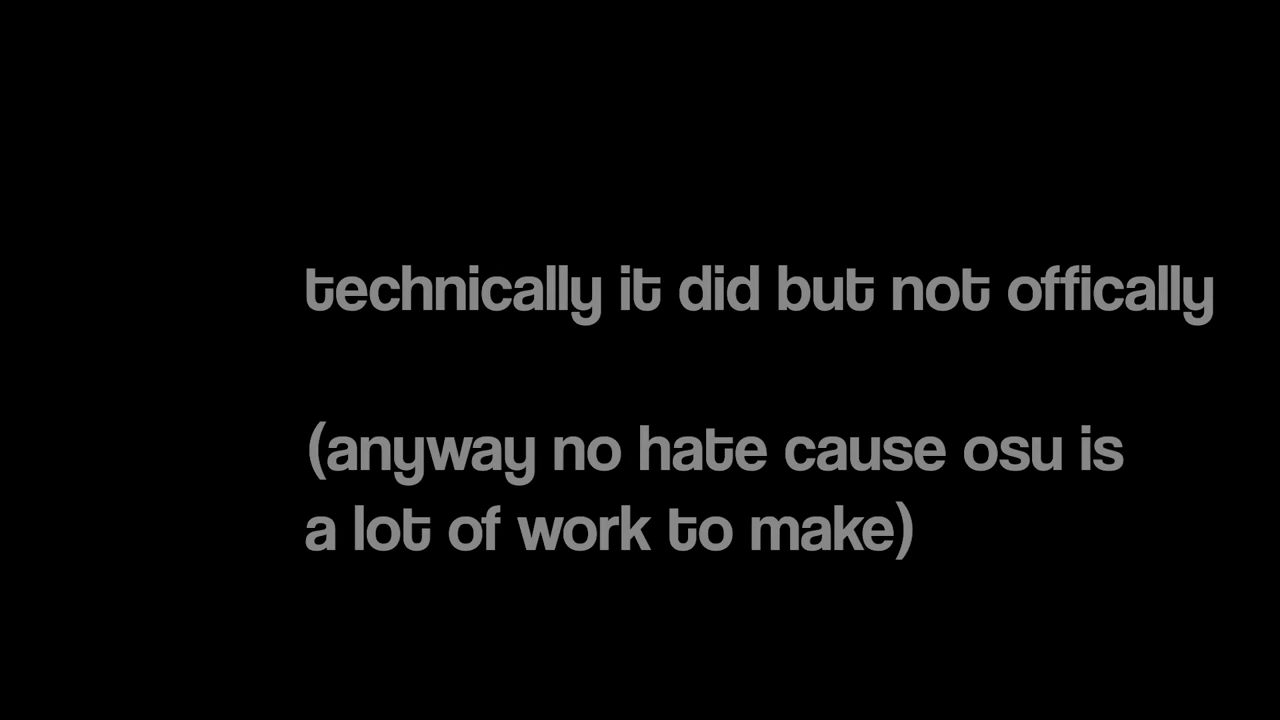 technically it did but not offically
(anyway no hate cause osu is
a lot of work to make)